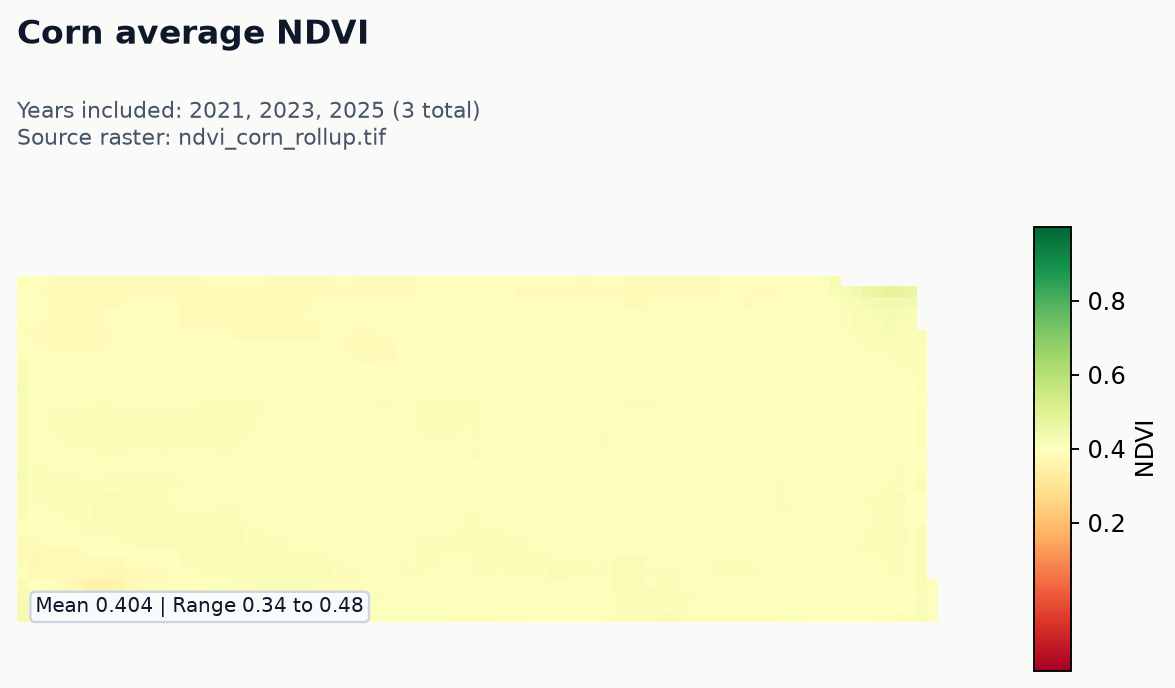 Corn average NDVI
Years included: 2021, 2023, 2025 (3 total)
Source raster: ndvi_corn_rollup.tif
0.8
0.6
0.4
0.2
NDVI
Mean 0.404 | Range 0.34 to 0.48